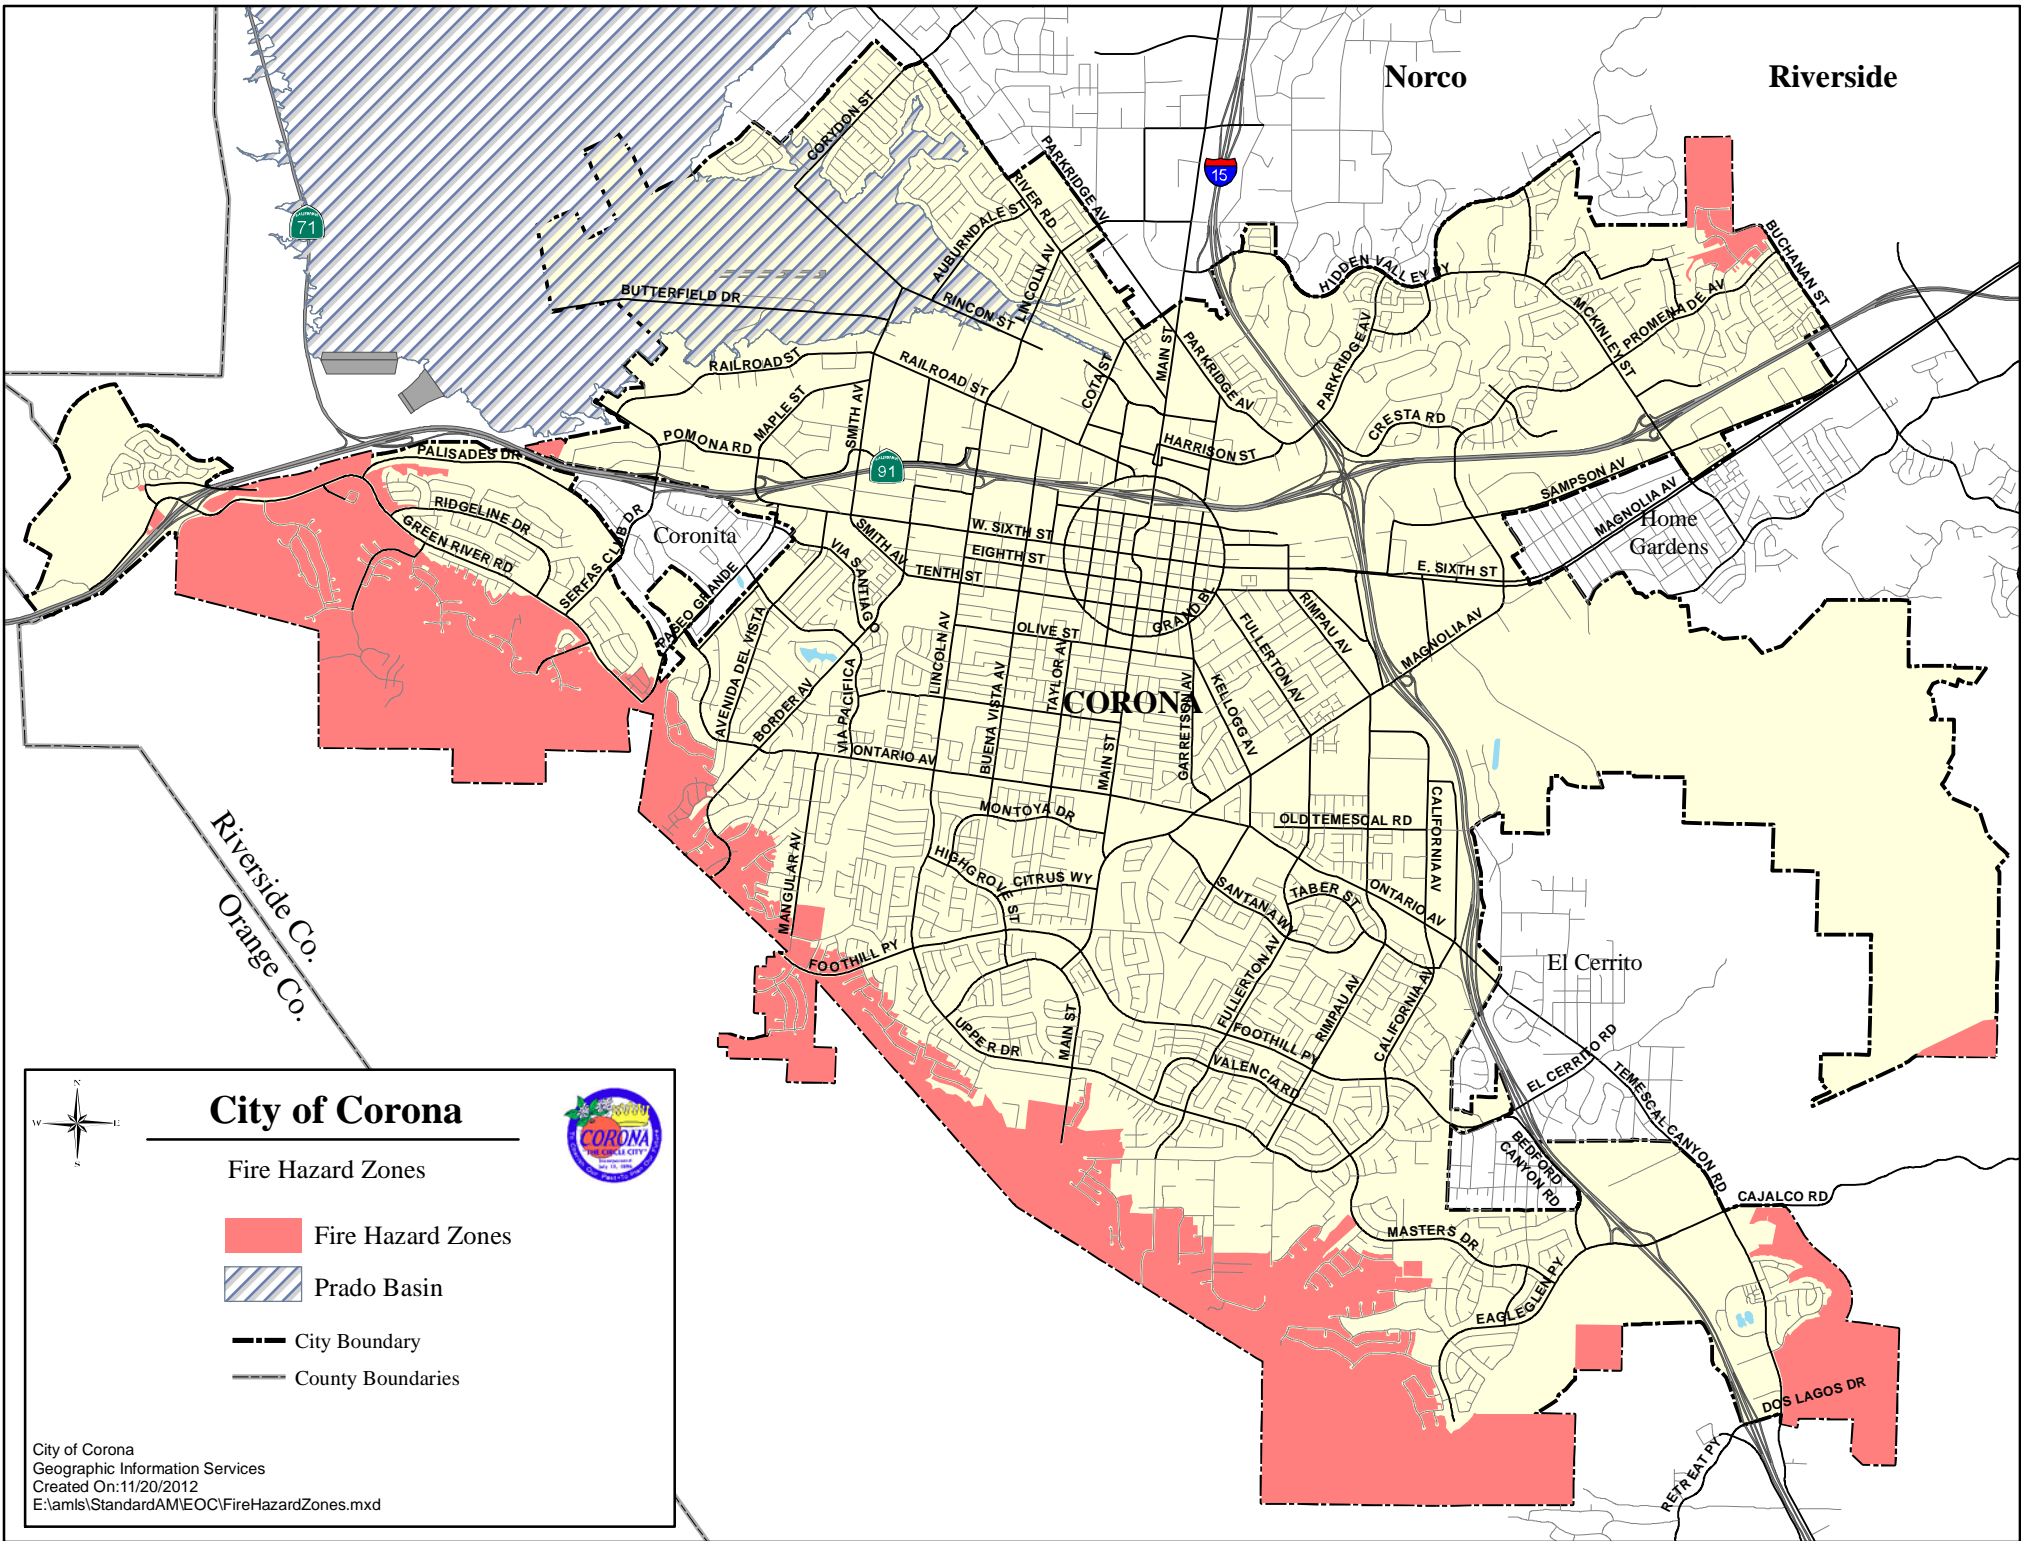 Norco
Riverside
15
71
91
CORYDON ST
PARKRIDGE AV
RIVER RD
AUBURNDALE ST
LINCOLN AV
BUTTERFIELD DR
RINCON ST
HIDDEN VALLEY PY
BUCHANAN ST
MCKINLEY ST
PROMENADE AV
RAILROAD ST
RAILROAD ST
MAPLE ST
SMITH AV
COTA ST
MAIN ST
PARKRIDGE AV
PARKRIDGE AV
CRESTA RD
POMONA RD
HARRISON ST
PALISADES DR
SAMPSON AV
MAGNOLIA AV
Home
Gardens
RIDGELINE DR
GREEN RIVER RD
SERFAS CLUB DR
Coronita
PASEO GRANDE
VIA SANTIAGO
SMITH AV
W. SIXTH ST
EIGHTH ST
TENTH ST
E. SIXTH ST
GRAND BL
RIMPAU AV
FULLERTON AV
MAGNOLIA AV
OLIVE ST
AVENIDA DEL VISTA
BORDER AV
VIA PACIFICA
LINCOLN AV
BUENA VISTA AV
TAYLOR AV
CORONA
GARRETSON AV
KELLOGG AV
ONTARIO AV
MAIN ST
MONTOYA DR
OLD TEMESCAL RD
CALIFORNIA AV
MANGULAR AV
HIGHGROVE ST
CITRUS WY
SANTANA WY
TABER ST
ONTARIO AV
Riverside Co.
Orange Co.
FOOTHILL PY
El Cerrito
FULLERTON AV
RIMPAU AV
CALIFORNIA AV
UPPER DR
MAIN ST
FOOTHILL PY
VALENCIA RD
EL CERRITO RD
TEMESCAL CANYON RD
BEDFORD
CANYON RD
CAJALCO RD
MASTERS DR
EAGLEGLEN PY
DOS LAGOS DR
RETREAT PY
N
W
E
S
City of Corona
CORONA
"THE CIRCLE CITY"
Fire Hazard Zones
Fire Hazard Zones
Prado Basin
City Boundary
County Boundaries
City of Corona
Geographic Information Services
Created On:11/20/2012
E:\amls\StandardAM\EOC\FireHazardZones.mxd